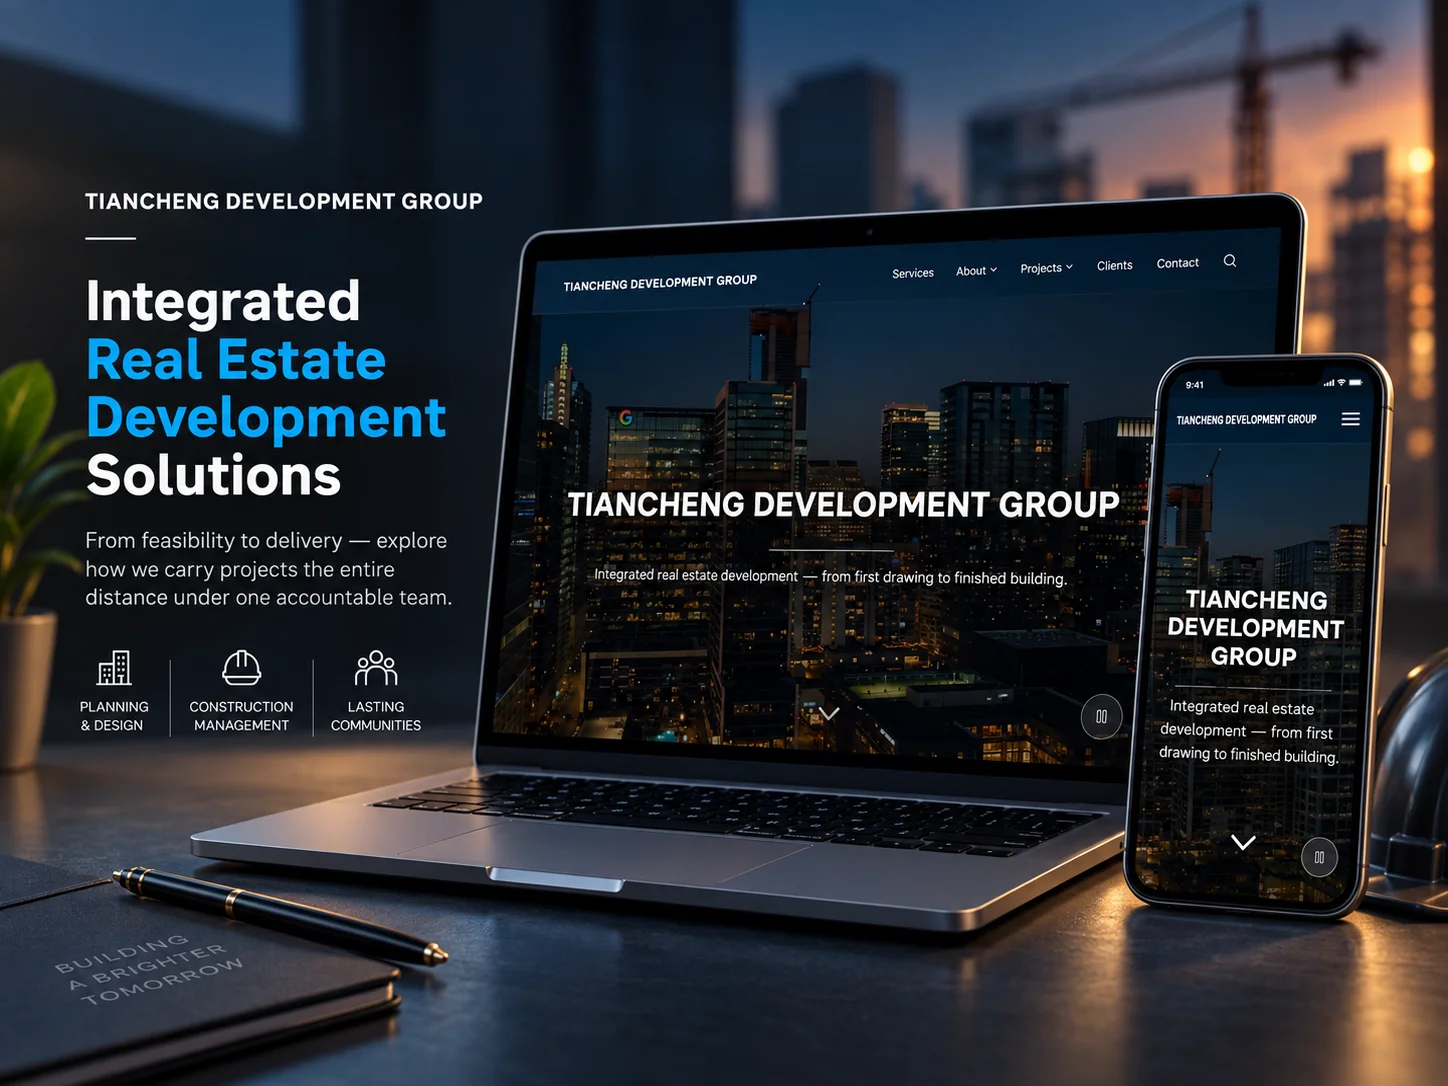 TIANCHENG DEVELOPMENT GROUP
Integrated
Real Estate
Development
Solutions
From feasibility to delivery — explore
how we carry projects the entire
distance under one accountable team.
PLANNING
& DESIGN
CONSTRUCTION
MANAGEMENT
LASTING
COMMUNITIES
TIANCHENG DEVELOPMENT GROUP
Services
About
Projects
Clients
Contact
G
TIANCHENG DEVELOPMENT GROUP
Integrated real estate development — from first drawing to finished building.
9:41
TIANCHENG DEVELOPMENT GROUP
TIANCHENG
DEVELOPMENT
GROUP
Integrated real estate
development — from first
drawing to finished building.
BUILDING
A BRIGHTER
TOMORROW